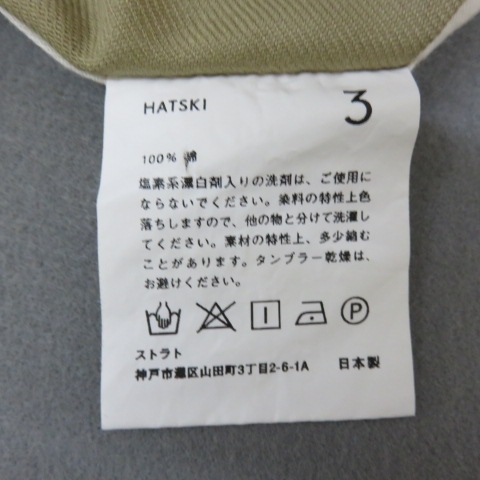 HATSKI 3
100% 綿
塩素系漂白剤入りの洗剤は、ご使用に
ならないでください。染料の特性上色
落ちしますので、他の物と分けて洗濯し
てください。素材の特性上、多少縮む
ことがあります。タンブラー乾燥は、
お避けください。
P
ストラト
神戸市灘区山田町3丁目2-6-1A 日本製